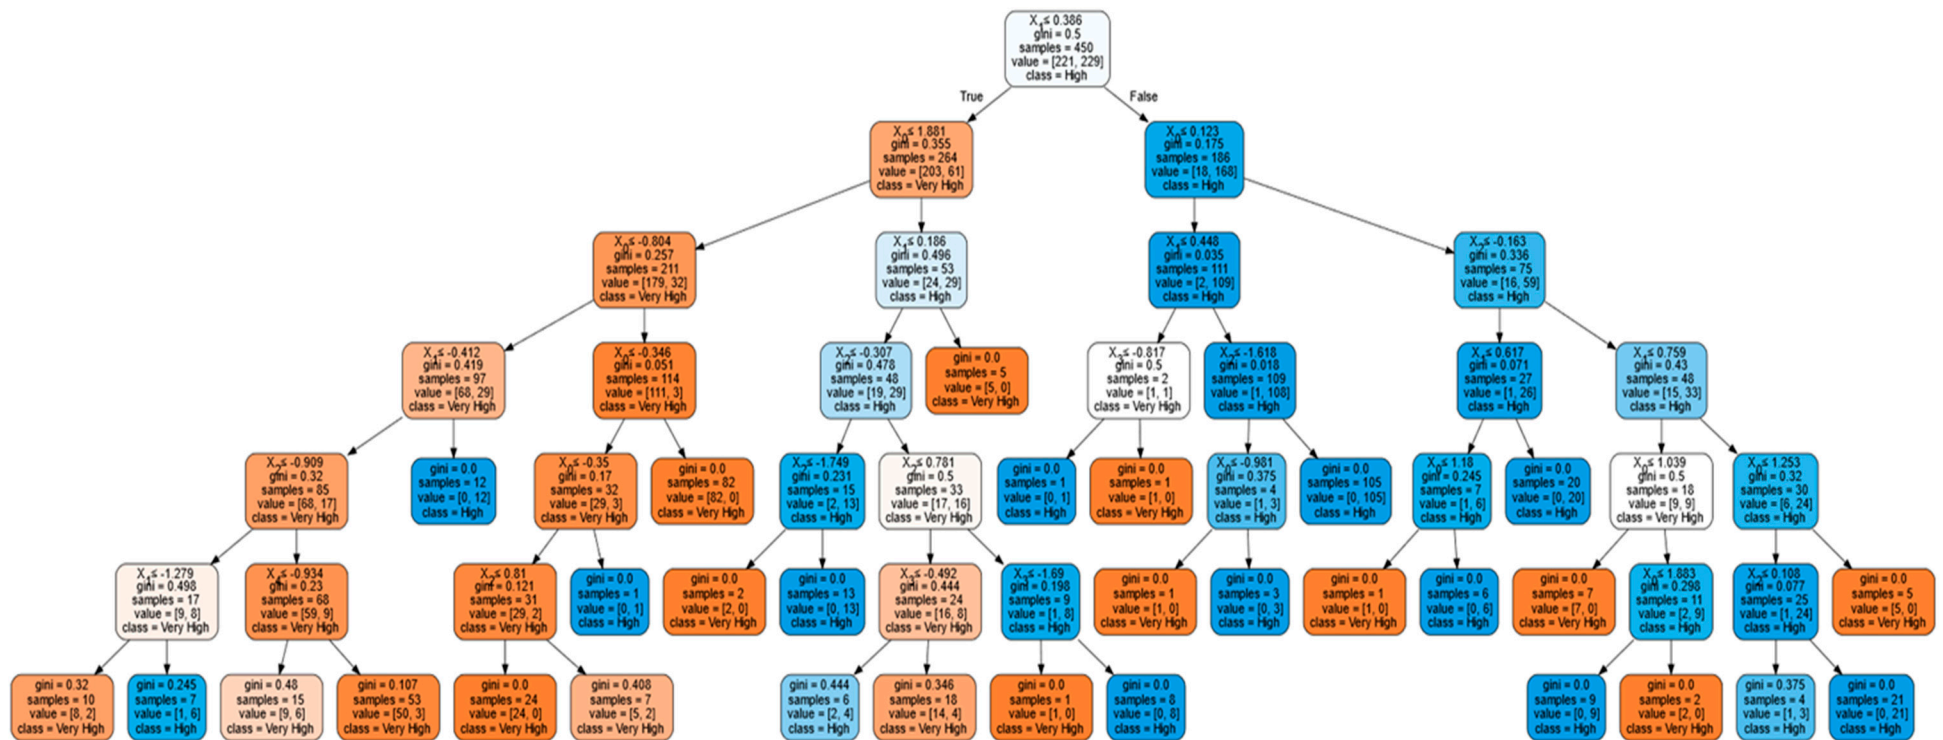 X₁ ≤ 0.386
gini = 0.5
samples = 450
value = [221, 229]
class = High
True
False
X₀ ≤ 1.881
gini = 0.355
samples = 264
value = [203, 61]
class = Very High
X₀ ≤ 0.123
gini = 0.175
samples = 186
value = [18, 168]
class = High
X₀ ≤ -0.804
gini = 0.257
samples = 211
value = [179, 32]
class = Very High
X₁ ≤ 0.186
gini = 0.496
samples = 53
value = [24, 29]
class = High
X₁ ≤ 0.448
gini = 0.035
samples = 111
value = [2, 109]
class = High
X₂ ≤ -0.163
gini = 0.336
samples = 75
value = [16, 59]
class = High
X₁ ≤ -0.412
gini = 0.419
samples = 97
value = [68, 29]
class = Very High
X₀ ≤ -0.346
gini = 0.051
samples = 114
value = [111, 3]
class = Very High
X₂ ≤ -0.307
gini = 0.478
samples = 48
value = [19, 29]
class = High
gini = 0.0
samples = 5
value = [5, 0]
class = Very High
X₃ ≤ -0.817
gini = 0.5
samples = 2
value = [1, 1]
class = Very High
X₂ ≤ -1.618
gini = 0.018
samples = 109
value = [1, 108]
class = High
X₁ ≤ 0.617
gini = 0.071
samples = 27
value = [1, 26]
class = High
X₁ ≤ 0.759
gini = 0.43
samples = 48
value = [15, 33]
class = High
X₂ ≤ -0.909
gini = 0.32
samples = 85
value = [68, 17]
class = Very High
gini = 0.0
samples = 12
value = [0, 12]
class = High
X₀ ≤ -0.35
gini = 0.17
samples = 32
value = [29, 3]
class = Very High
gini = 0.0
samples = 82
value = [82, 0]
class = Very High
X₂ ≤ -1.749
gini = 0.231
samples = 15
value = [2, 13]
class = High
X₂ ≤ 0.781
gini = 0.5
samples = 33
value = [17, 16]
class = Very High
gini = 0.0
samples = 1
value = [0, 1]
class = High
gini = 0.0
samples = 1
value = [1, 0]
class = Very High
X₀ ≤ -0.981
gini = 0.375
samples = 4
value = [1, 3]
class = High
gini = 0.0
samples = 105
value = [0, 105]
class = High
X₀ ≤ 1.18
gini = 0.245
samples = 7
value = [1, 6]
class = High
gini = 0.0
samples = 20
value = [0, 20]
class = High
X₀ ≤ 1.039
gini = 0.5
samples = 18
value = [9, 9]
class = Very High
X₀ ≤ 1.253
gini = 0.32
samples = 30
value = [6, 24]
class = High
X₁ ≤ -1.279
gini = 0.498
samples = 17
value = [9, 8]
class = Very High
≤ -0.934
gini = 0.23
samples = 68
value = [59, 9]
class = Very High
X₂ ≤ 0.81
gini = 0.121
samples = 31
value = [29, 2]
class = Very High
gini = 0.0
samples = 1
value = [0, 1]
class = High
gini = 0.0
samples = 2
value = [2, 0]
class = Very High
gini = 0.0
samples = 13
value = [0, 13]
class = High
X₃ ≤ -0.492
gini = 0.444
samples = 24
value = [16, 8]
class = Very High
X₂ ≤ -1.69
gini = 0.198
samples = 9
value = [1, 8]
class = High
gini = 0.0
samples = 1
value = [1, 0]
class = Very High
gini = 0.0
samples = 3
value = [0, 3]
class = High
gini = 0.0
samples = 1
value = [1, 0]
class = Very High
gini = 0.0
samples = 6
value = [0, 6]
class = High
gini = 0.0
samples = 7
value = [7, 0]
class = Very High
X₀ ≤ 1.883
gini = 0.298
samples = 11
value = [2, 9]
class = High
X₂ ≤ 0.108
gini = 0.077
samples = 25
value = [1, 24]
class = High
gini = 0.0
samples = 5
value = [5, 0]
class = Very High
gini = 0.32
samples = 10
value = [8, 2]
class = Very High
gini = 0.245
samples = 7
value = [1, 6]
class = High
gini = 0.48
samples = 15
value = [9, 6]
class = Very High
gini = 0.107
samples = 53
value = [50, 3]
class = Very High
gini = 0.0
samples = 24
value = [24, 0]
class = Very High
gini = 0.408
samples = 7
value = [5, 2]
class = Very High
gini = 0.444
samples = 6
value = [2, 4]
class = High
gini = 0.346
samples = 18
value = [14, 4]
class = Very High
gini = 0.0
samples = 1
value = [1, 0]
class = Very High
gini = 0.0
samples = 8
value = [0, 8]
class = High
gini = 0.0
samples = 9
value = [0, 9]
class = High
gini = 0.0
samples = 2
value = [2, 0]
class = Very High
gini = 0.375
samples = 4
value = [1, 3]
class = High
gini = 0.0
samples = 21
value = [0, 21]
class = High